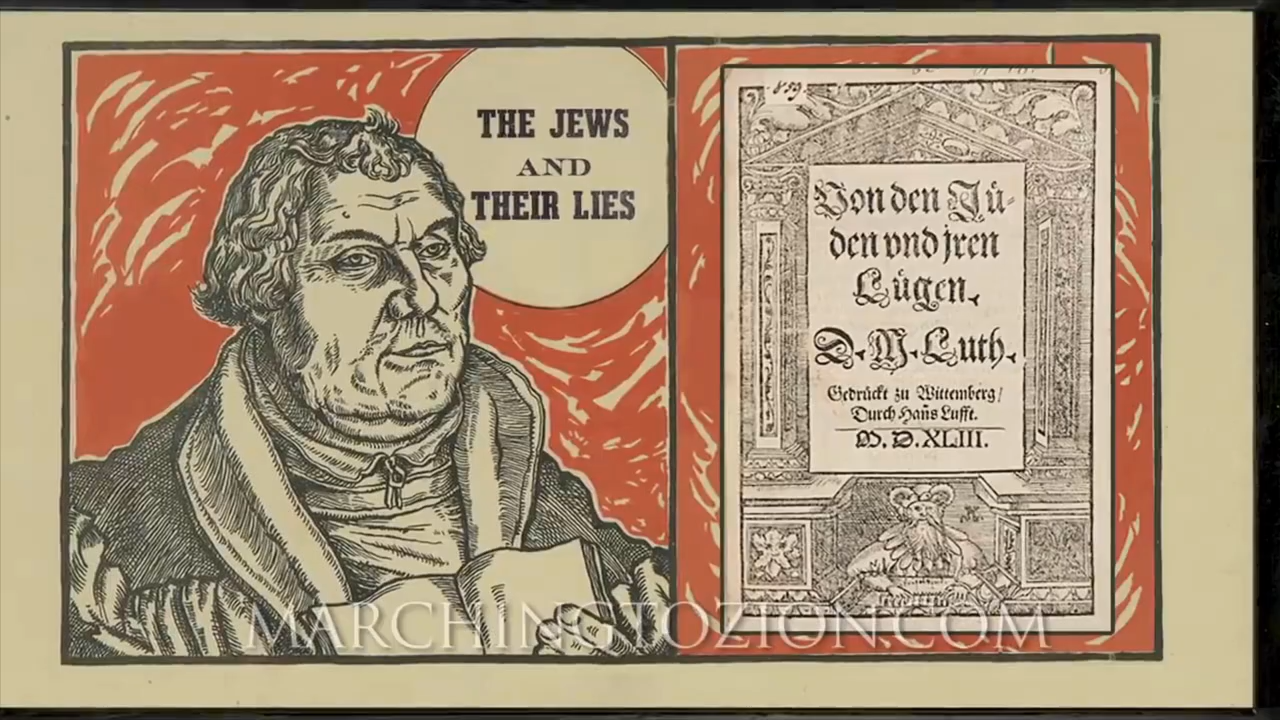 THE JEWS
AND
THEIR LIES
859.
Von den Jü-
den vnd jren
Lügen.
D. M. Luth.
Gedrückt zu Wittemberg/
Durch Hans Lufft.
M. D. XLIII.
MARCHINGTOZION.COM